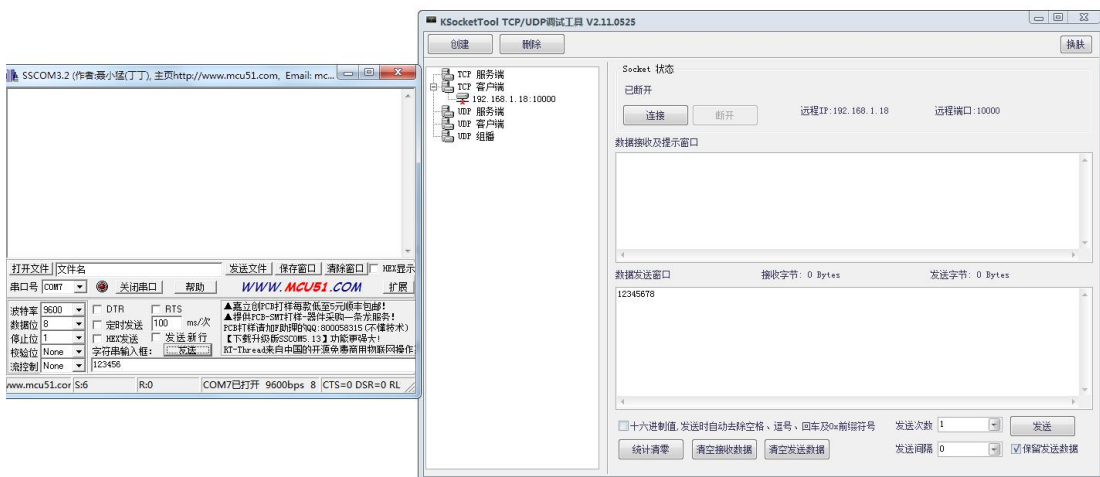 KSocketTool TCP/UDP调试工具 V2.11.0525
创建 删除 换肤
TCP 服务端
TCP 客户端
192.168.1.18:10000
UDP 服务端
UDP 客户端
UDP 组播
Socket 状态
已断开
连接 断开 远程IP:192.168.1.18 远程端口:10000
数据接收及提示窗口
数据发送窗口 接收字节: 0 Bytes 发送字节: 0 Bytes
12345678
十六进制值,发送时自动去除空格、逗号、回车及0x前缀符号 发送次数 1 发送
统计清零 清空接收数据 清空发送数据 发送间隔 0 保留发送数据
SSCOM3.2 (作者:聂小猛(丁丁), 主页http://www.mcu51.com, Email: mc...
打开文件 文件名 发送文件 保存窗口 清除窗口 HEX显示
串口号 COM7 关闭串口 帮助 WWW.MCU51.COM 扩展
波特率 9600 DTR RTS
数据位 8 定时发送 100 ms/次
停止位 1 HEX发送 发送新行
校验位 None 字符串输入框: 发送
流控制 None 123456
▲嘉立创PCB打样每款低至5元顺丰包邮!
▲提供PCB-SMT打样-器件采购一条龙服务!
PCB打样请加F助理的QQ:800058315(不懂技术)
【下载升级版SSCOM5.13】功能更强大!
RT-Thread来自中国的开源免费商用物联网操作
www.mcu51.cor S:6 R:0 COM7已打开 9600bps 8 CTS=0 DSR=0 RL